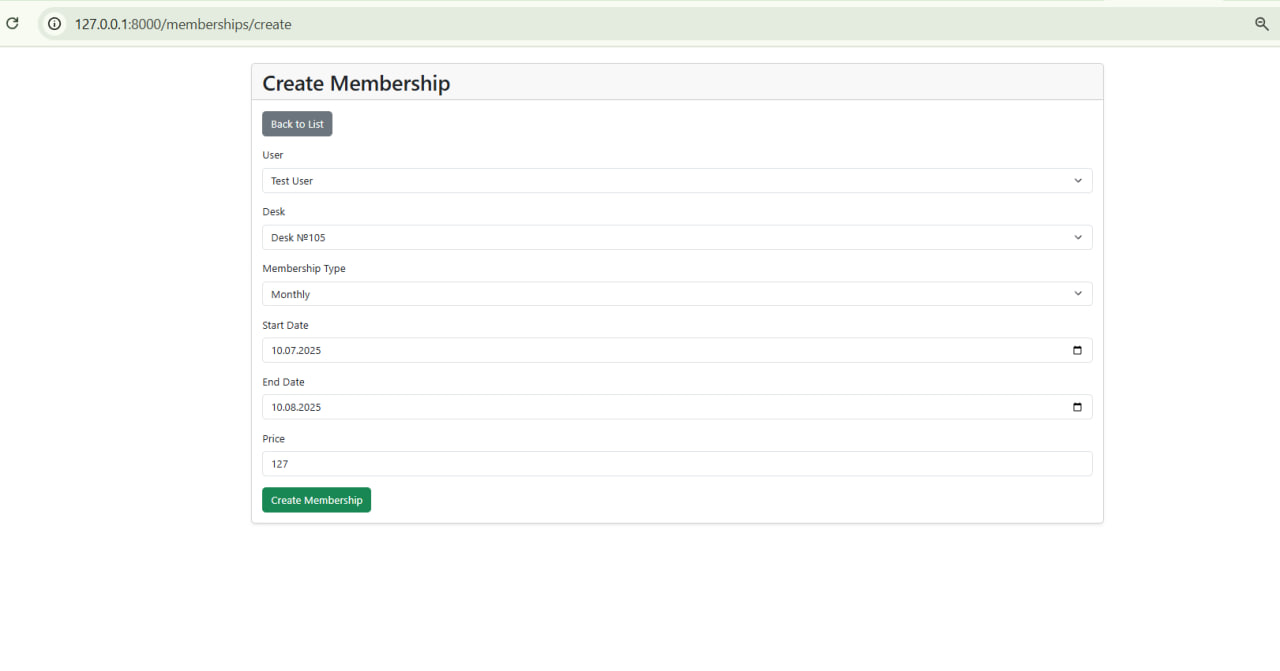 127.0.0.1:8000/memberships/create
Create Membership
Back to List
User
Test User
Desk
Desk №105
Membership Type
Monthly
Start Date
10.07.2025
End Date
10.08.2025
Price
127
Create Membership